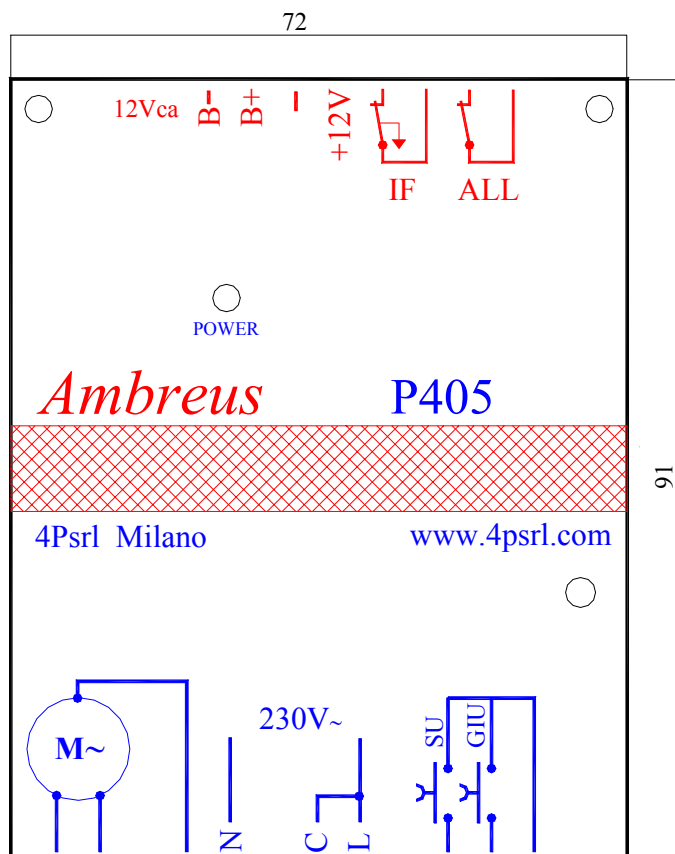 72
12Vca B- B+ - +12V
IF ALL
POWER
Ambreus P405
91
4Psrl Milano www.4psrl.com
230V~
SU GIU
M~
N C L